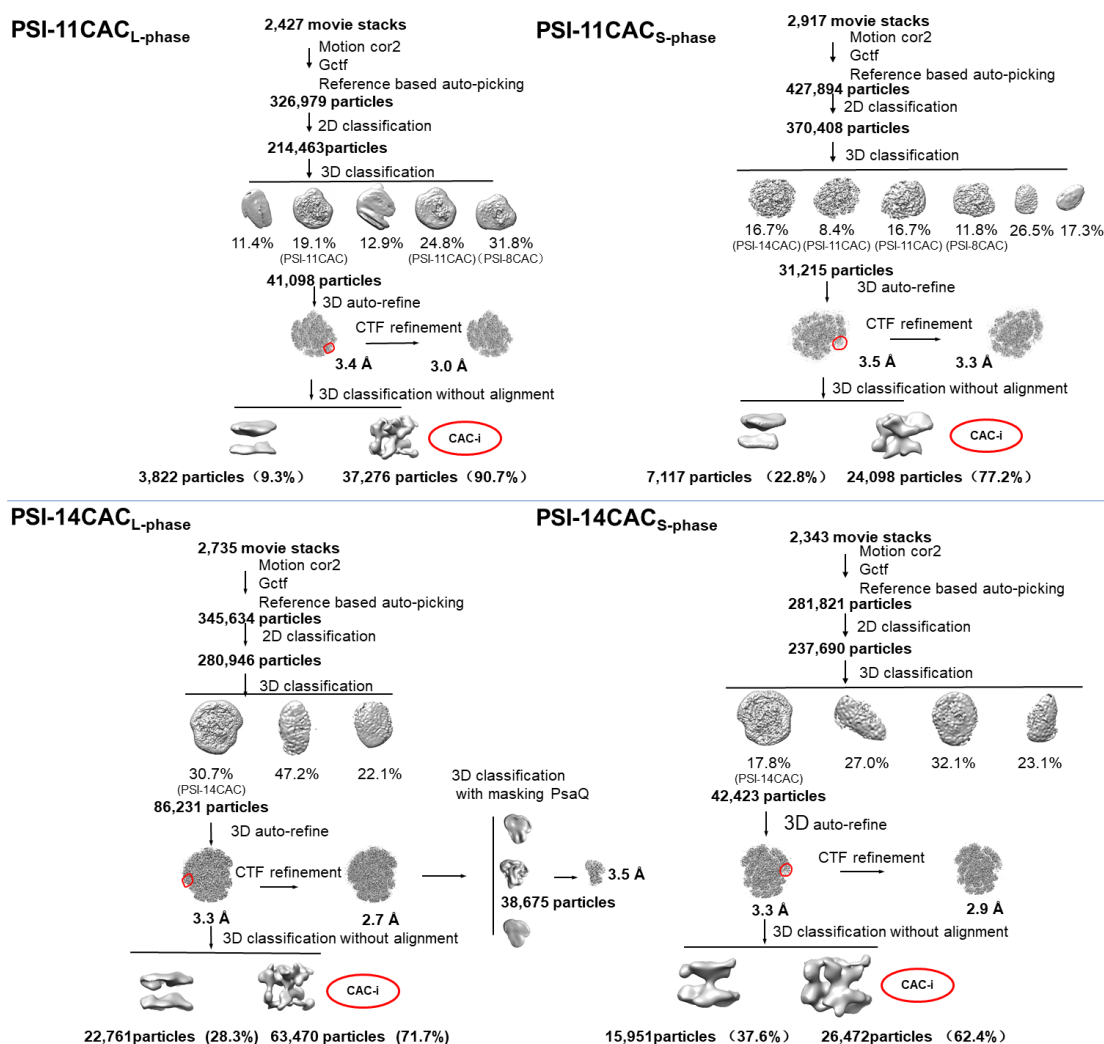 PSI-11CAC L-phase
2,427 movie stacks
Motion cor2
Gctf
Reference based auto-picking
326,979 particles
2D classification
214,463particles
3D classification
11.4% 19.1% 12.9% 24.8% 31.8%
(PSI-11CAC) (PSI-11CAC) (PSI-8CAC)
41,098 particles
3D auto-refine
CTF refinement
3.4 Å 3.0 Å
3D classification without alignment
CAC-i
3,822 particles（9.3%） 37,276 particles（90.7%）
PSI-11CAC S-phase
2,917 movie stacks
Motion cor2
Gctf
Reference based auto-picking
427,894 particles
2D classification
370,408 particles
3D classification
16.7% 8.4% 16.7% 11.8% 26.5% 17.3%
(PSI-14CAC) (PSI-11CAC) (PSI-11CAC) (PSI-8CAC)
31,215 particles
3D auto-refine
CTF refinement
3.5 Å 3.3 Å
3D classification without alignment
CAC-i
7,117 particles（22.8%） 24,098 particles（77.2%）
PSI-14CAC L-phase
2,735 movie stacks
Motion cor2
Gctf
Reference based auto-picking
345,634 particles
2D classification
280,946 particles
3D classification
30.7% 47.2% 22.1%
(PSI-14CAC)
86,231 particles
3D auto-refine
CTF refinement
3.3 Å 2.7 Å
3D classification
with masking PsaQ
3.5 Å
38,675 particles
3D classification without alignment
CAC-i
22,761particles (28.3%) 63,470 particles (71.7%)
PSI-14CAC S-phase
2,343 movie stacks
Motion cor2
Gctf
Reference based auto-picking
281,821 particles
2D classification
237,690 particles
3D classification
17.8% 27.0% 32.1% 23.1%
(PSI-14CAC)
42,423 particles
3D auto-refine
CTF refinement
3.3 Å 2.9 Å
3D classification without alignment
CAC-i
15,951particles（37.6%） 26,472particles（62.4%）